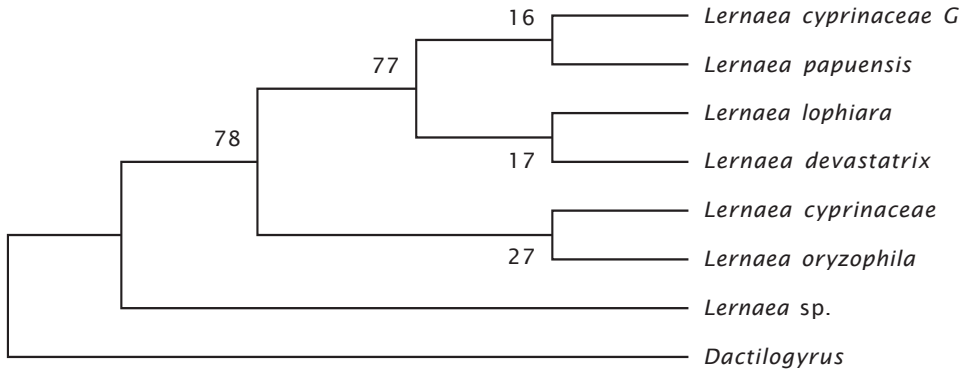 16
Lernaea cyprinaceae G
77
Lernaea papuensis
Lernaea lophiara
78
17
Lernaea devastatrix
Lernaea cyprinaceae
27
Lernaea oryzophila
Lernaea sp.
Dactilogyrus